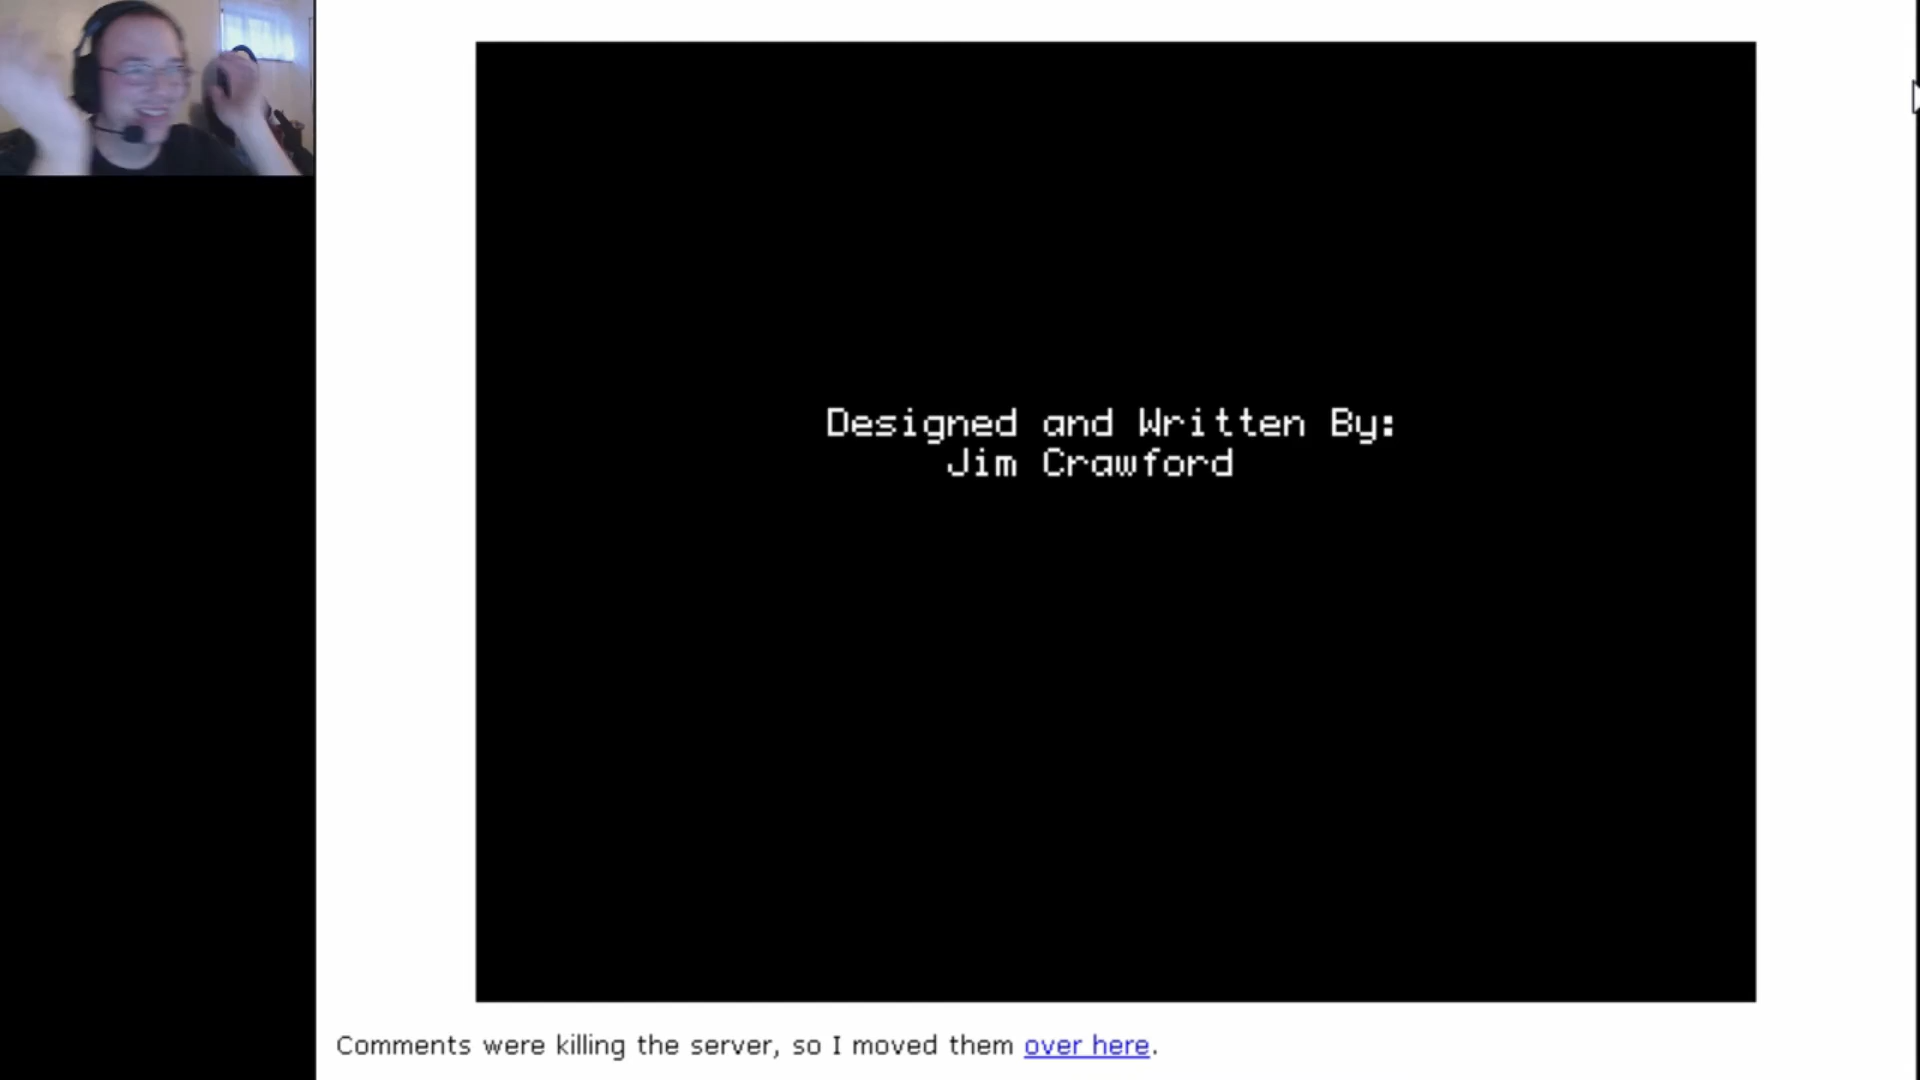 Designed and Written By:
Jim Crawford
Comments were killing the server, so I moved them over here.